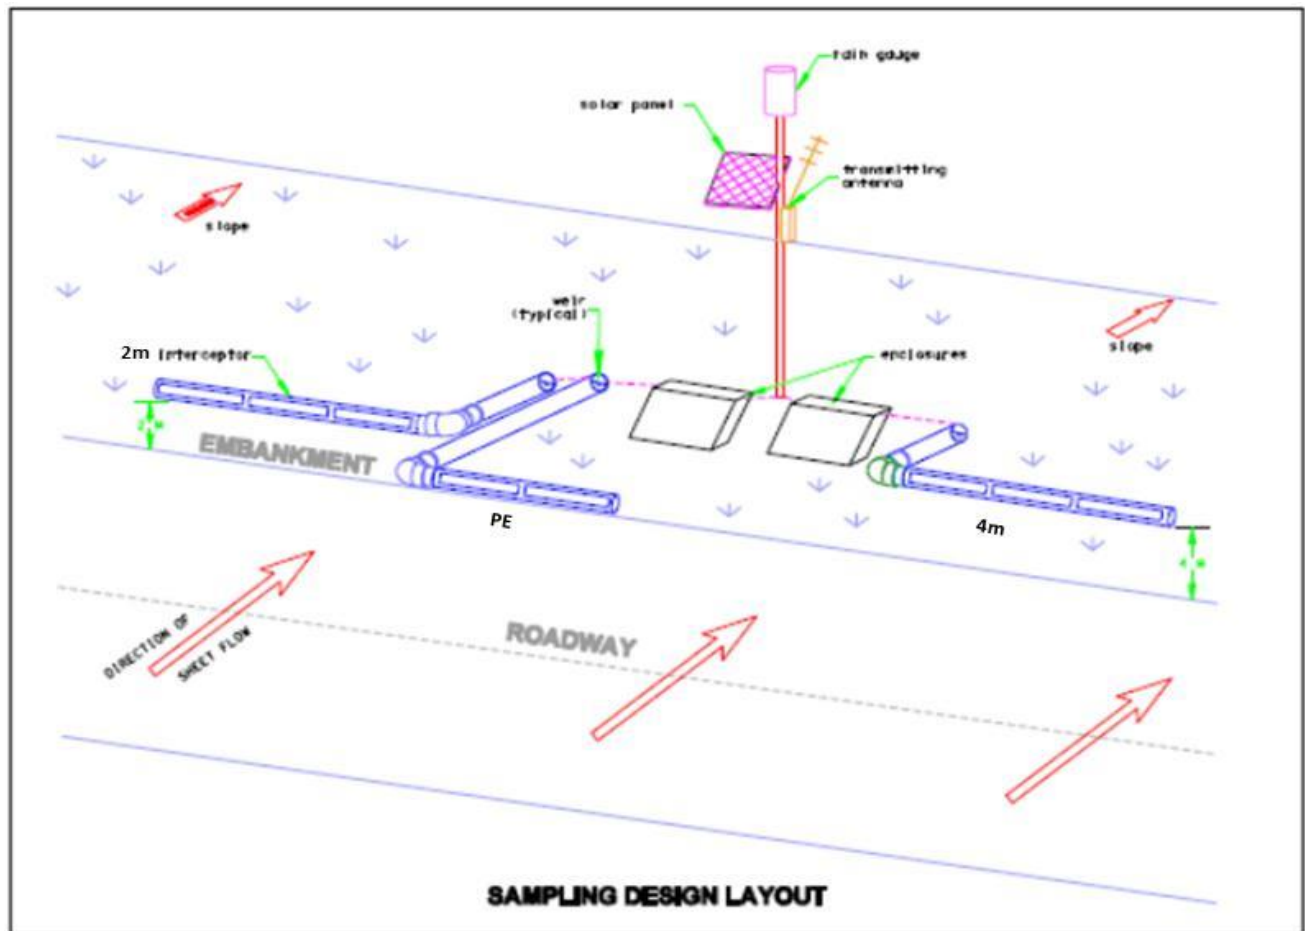 rain gauge
solar panel
transmitting
antenna
slope
weir
(typical)
slope
2m interceptor
enclosures
EMBANKMENT
PE
4m
ROADWAY
DIRECTION OF
SHEET FLOW
SAMPLING DESIGN LAYOUT